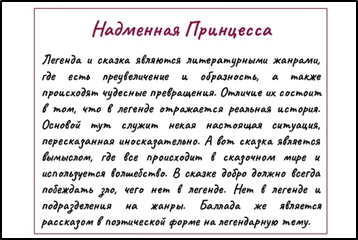 Надменная Принцесса
Легенда и сказка являются литературными жанрами,
где есть преувеличение и образность, а также
происходят чудесные превращения. Отличие их состоит
в том, что в легенде отражается реальная история.
Основой тут служит некая настоящая ситуация,
пересказанная иносказательно. А вот сказка является
вымыслом, где все происходит в сказочном мире и
используется волшебство. В сказке добро должно всегда
побеждать зло, чего нет в легенде. Нет в легенде и
подразделения на жанры. Баллада же является
рассказом в поэтической форме на легендарную тему.